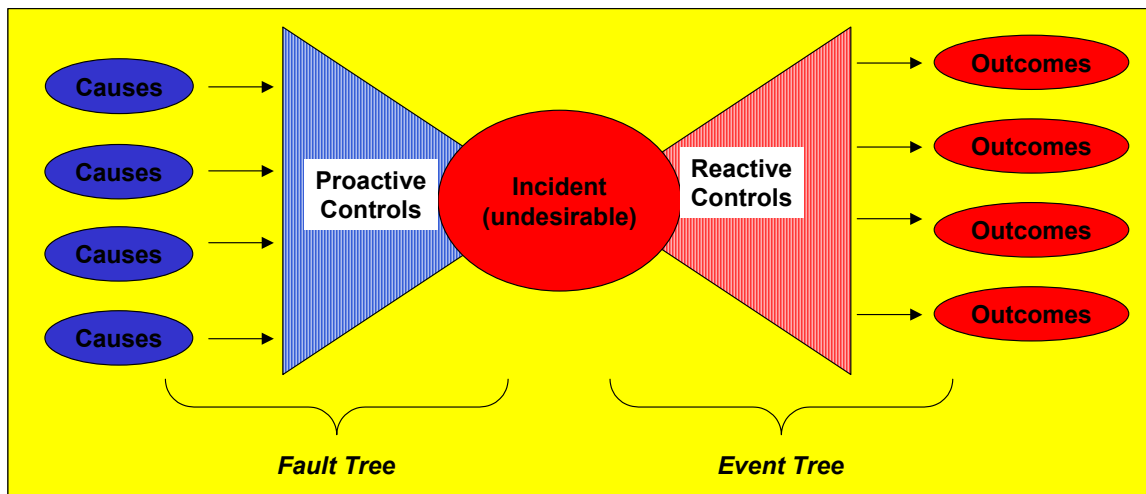 Causes
Causes
Causes
Causes
Proactive
Controls
Incident
(undesirable)
Reactive
Controls
Outcomes
Outcomes
Outcomes
Outcomes
Fault Tree
Event Tree